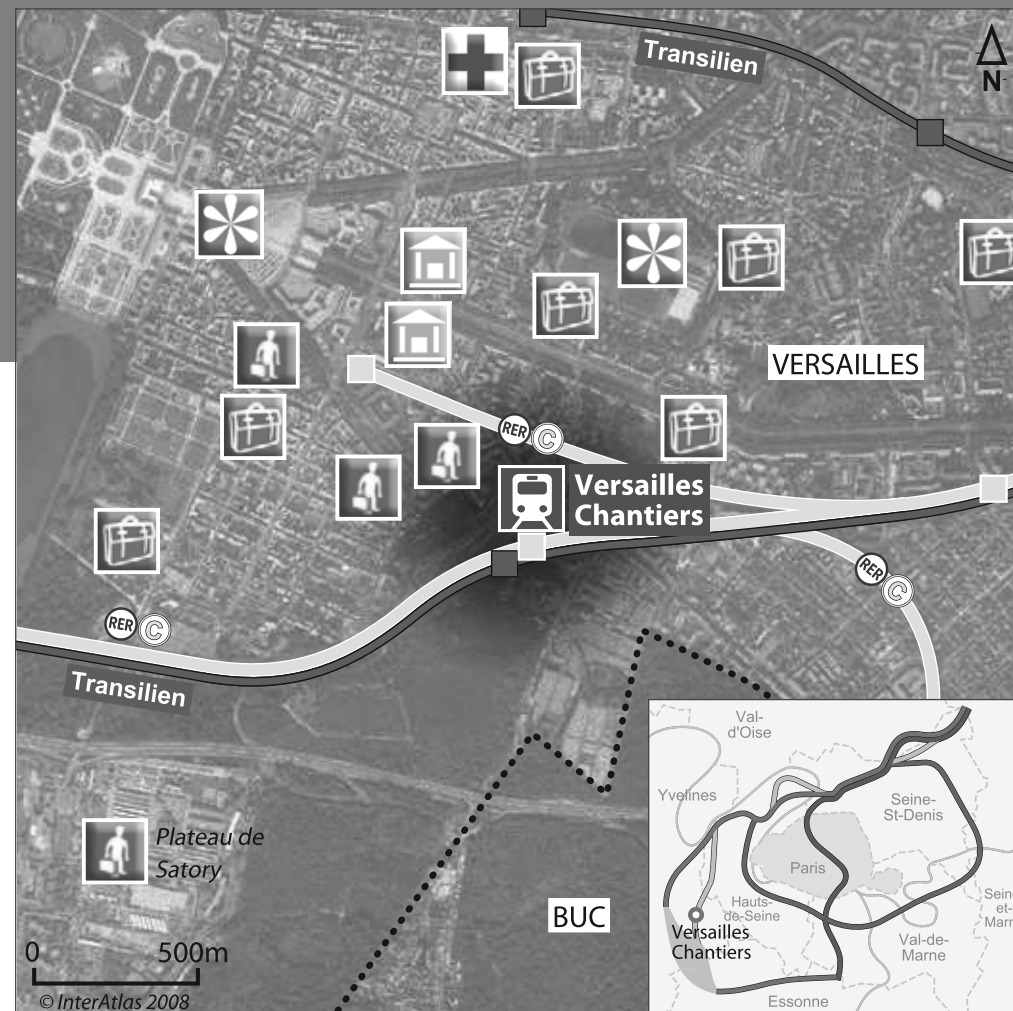 Transilien
N
VERSAILLES
RER C
Versailles
Chantiers
RER C
RER C
Transilien
Plateau de
Satory
BUC
0 500m
© InterAtlas 2008
Val-
d'Oise
Yvelines
Seine-
St-Denis
Paris
Hauts-
de-Seine
Versailles
Chantiers
Val-de-
Marne
Essonne